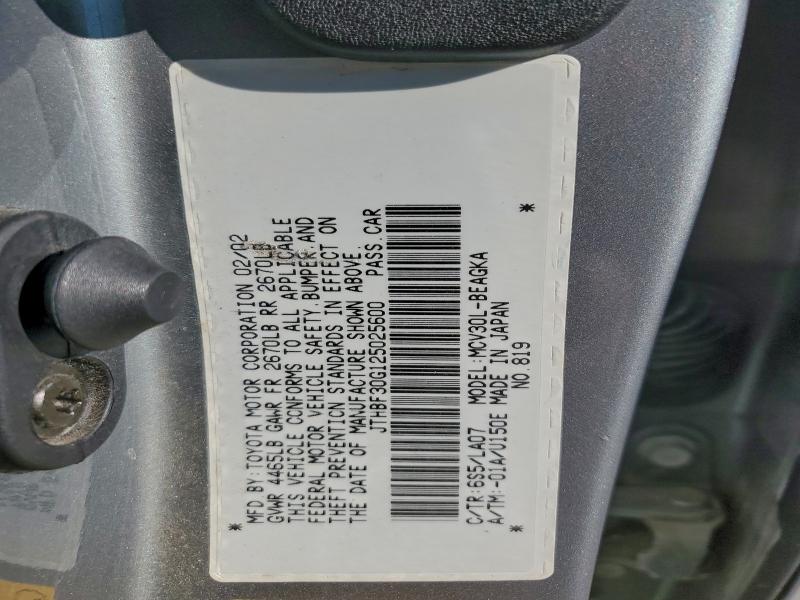 MFD BY:TOYOTA MOTOR CORPORATION 02/02
GVWR 4465LB GAWR FR 2670LB RR 2670LB
THIS VEHICLE CONFORMS TO ALL APPLICABLE
FEDERAL MOTOR VEHICLE SAFETY BUMPER,AND
THEFT PREVENTION STANDARDS IN EFFECT ON
THE DATE OF MANUFACTURE SHOWN ABOVE.
JTHBF30G125025600 PASS.CAR
C/TR:6S5/LA07 MODEL:MCV30L-BEAGKA
A/TM:-01A/U150E MADE IN JAPAN
* NO.819 *